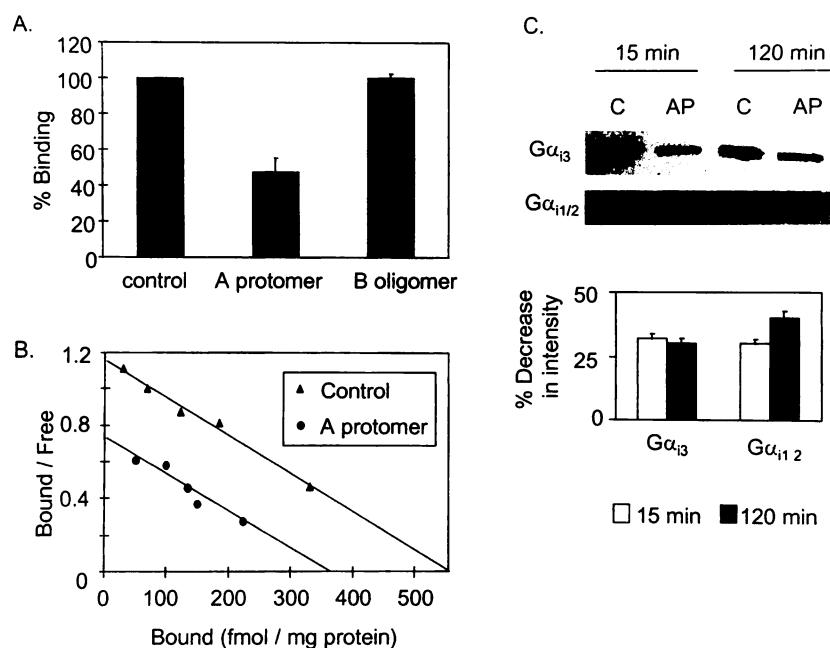 A.
120
100
80
60
40
20
0
% Binding
control A protomer B oligomer
B.
1.2
0.8
0.4
0
Bound / Free
▲ Control
● A protomer
0 100 200 300 400 500
Bound (fmol / mg protein)
C.
15 min 120 min
C AP C AP
Gαi3
Gαi1/2
50
25
0
% Decrease
in intensity
Gαi3 Gαi1 2
15 min 120 min